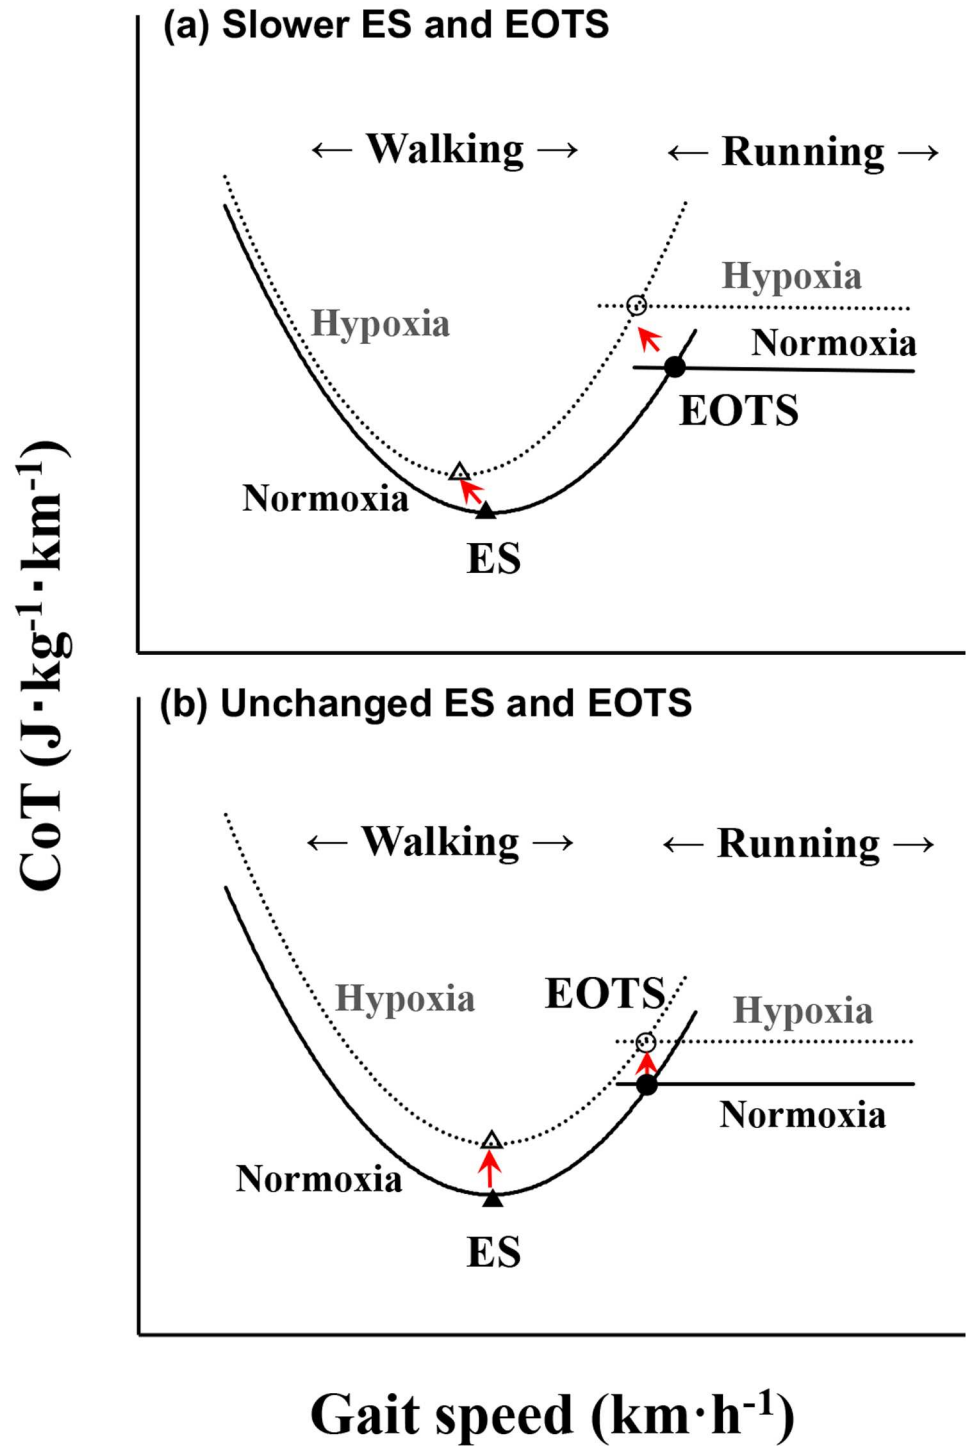 (a) Slower ES and EOTS
← Walking →
← Running →
Hypoxia
Hypoxia
Normoxia
EOTS
Normoxia
ES
CoT (J·kg⁻¹·km⁻¹)
(b) Unchanged ES and EOTS
← Walking →
← Running →
Hypoxia
EOTS
Hypoxia
Normoxia
Normoxia
ES
Gait speed (km·h⁻¹)